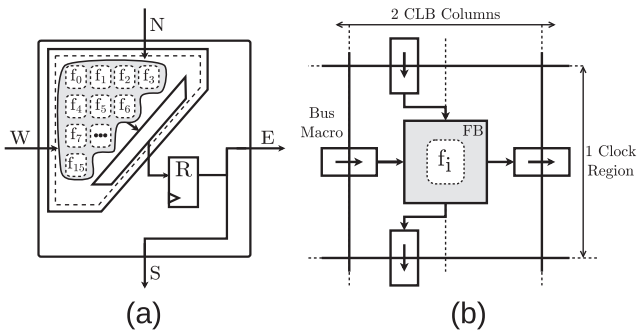 N
f0 f1 f2 f3
f4 f5 f6
f7 •••
f15
W
E
R
S
(a)
2 CLB Columns
Bus
Macro
FB
fi
1 Clock
Region
(b)